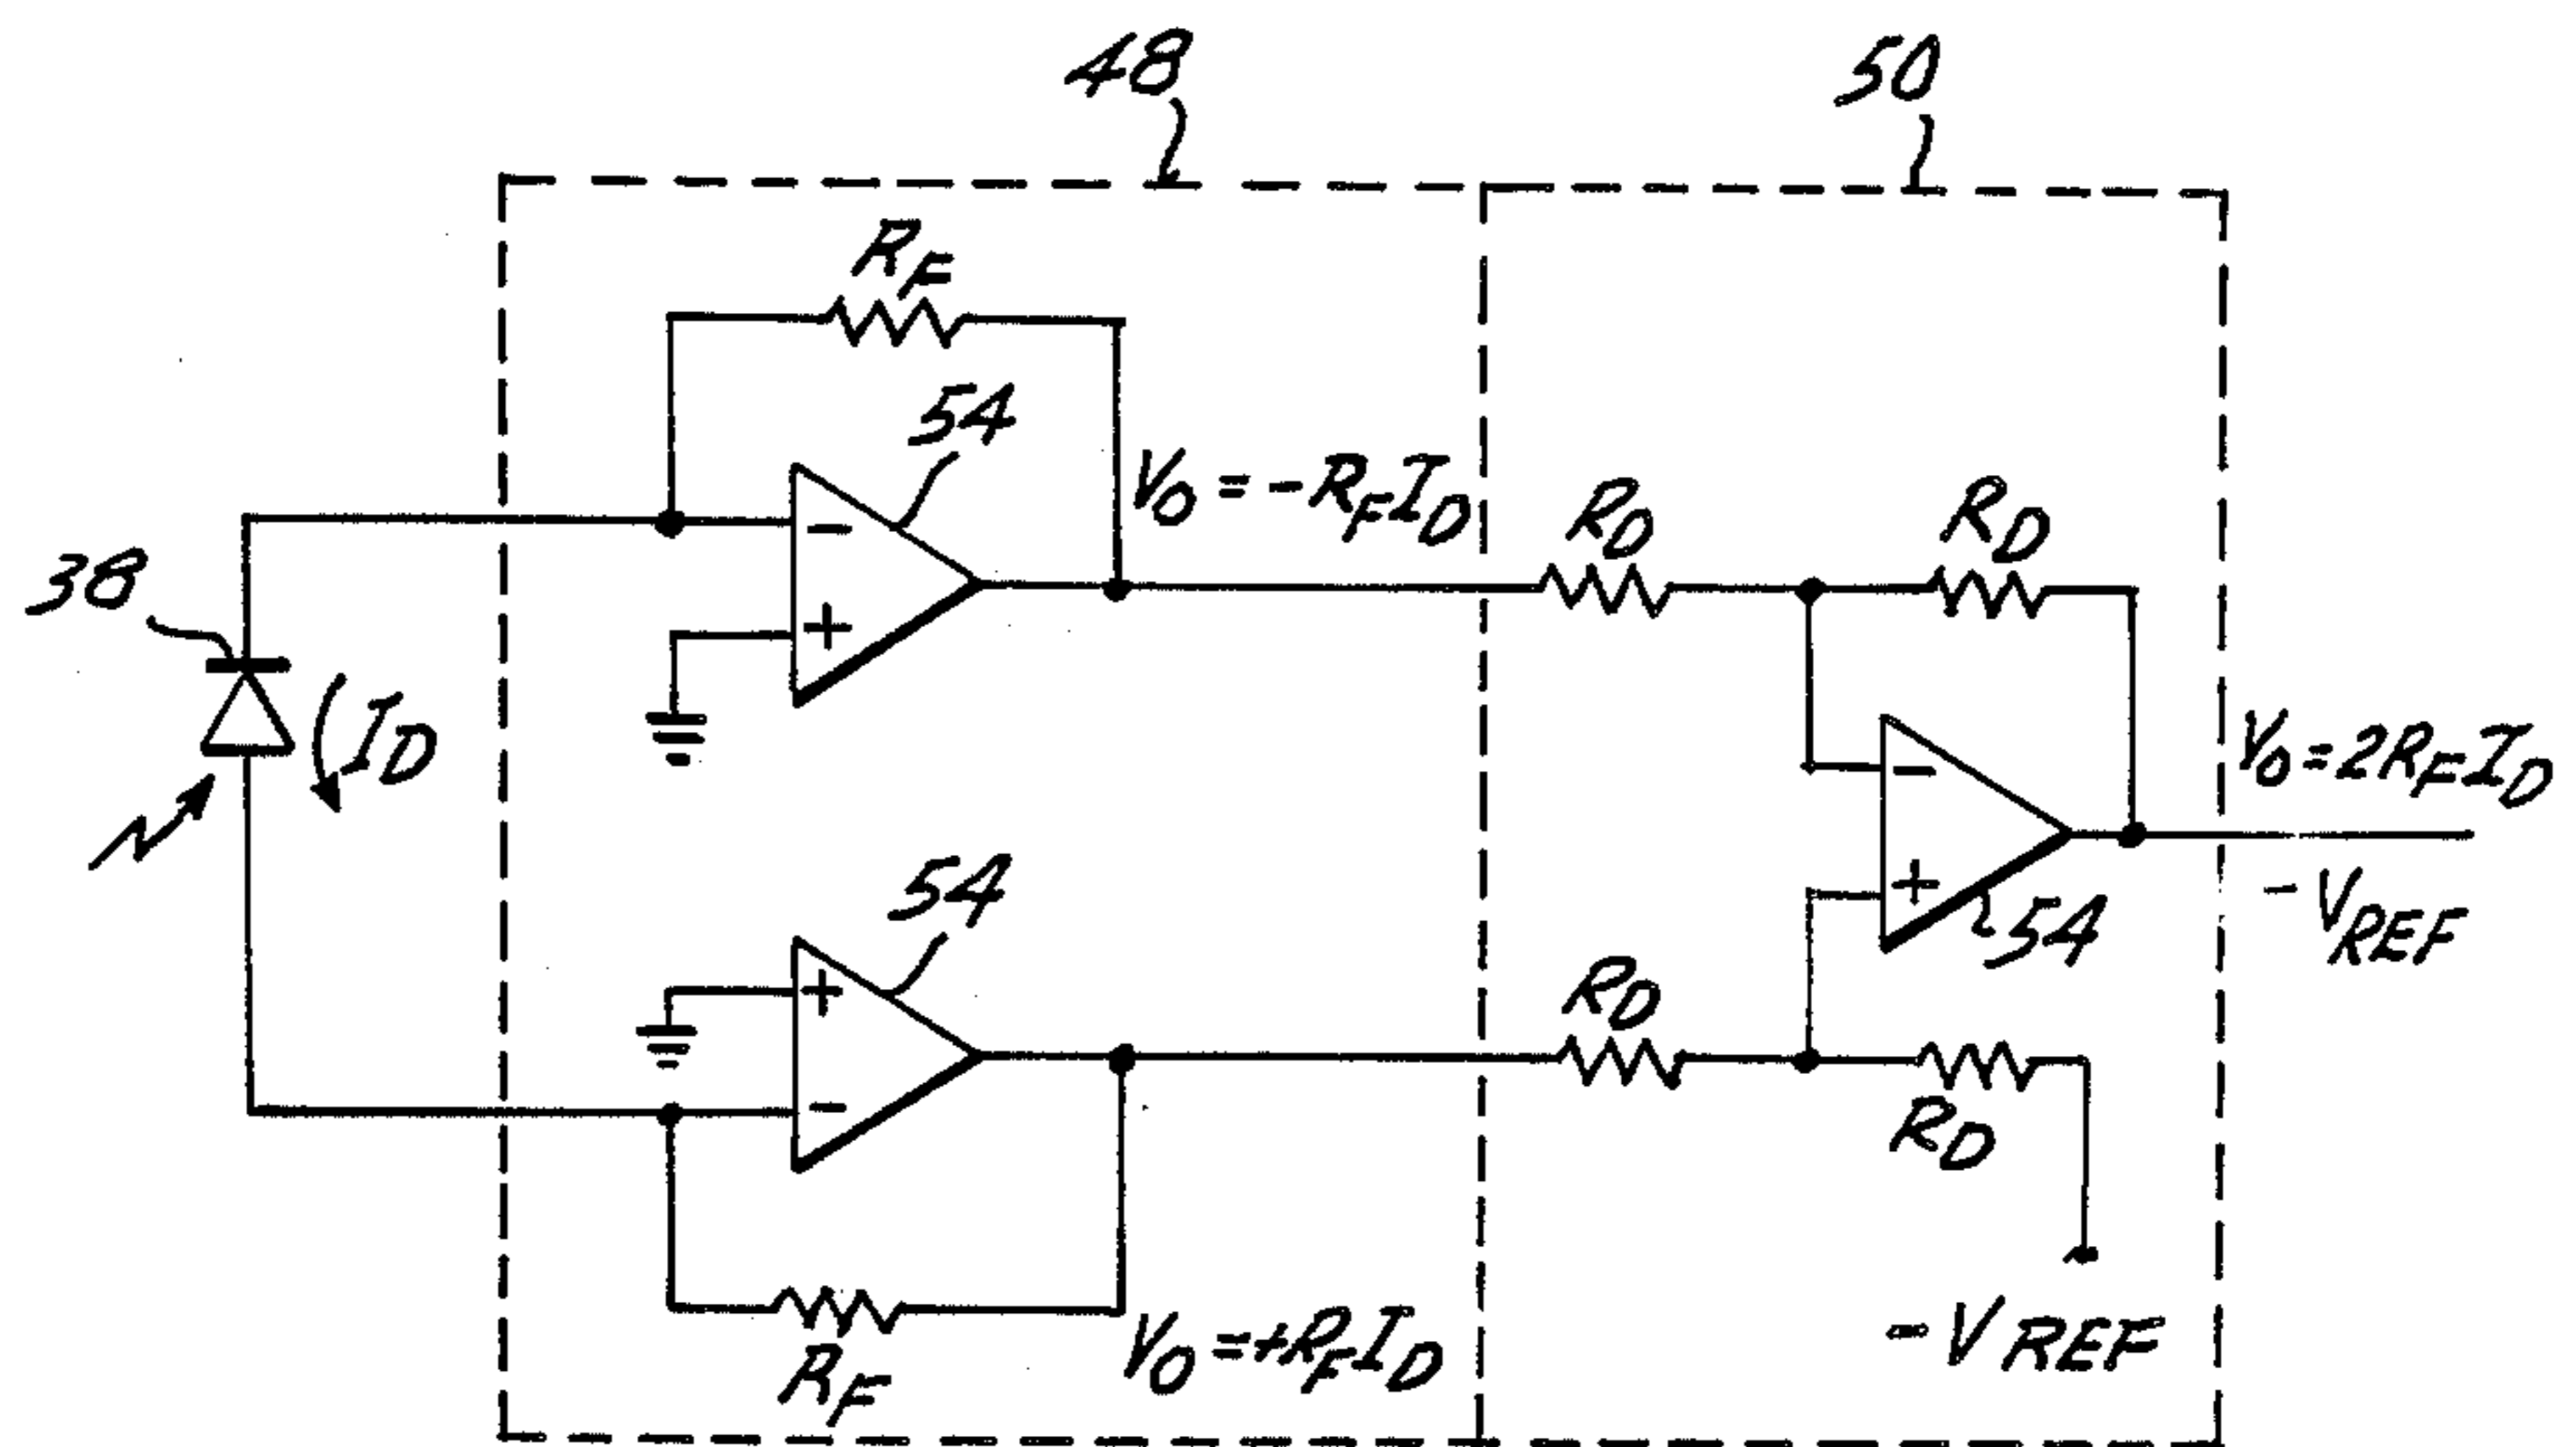 48
50
R_F
54
V_O = -R_F I_D
R_D
R_D
38
I_D
-
+
-
+
54
V_O = 2R_F I_D
- V_REF
54
+
-
R_D
R_D
R_F
V_O = +R_F I_D
- V_REF